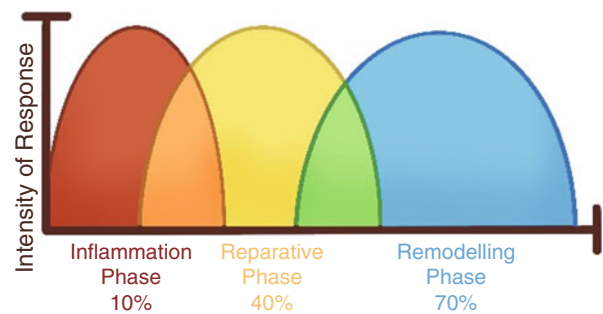 Intensity of Response
Inflammation
Phase
10%
Reparative
Phase
40%
Remodelling
Phase
70%